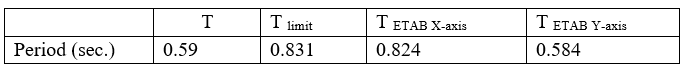 T T limit T ETAB X-axis T ETAB Y-axis
Period (sec.) 0.59 0.831 0.824 0.584